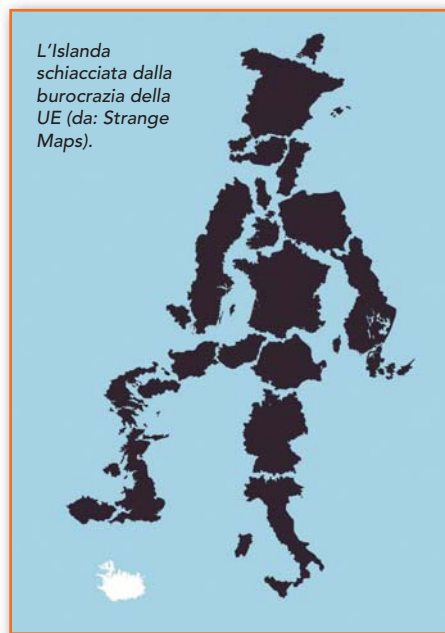 L’Islanda
schiacciata dalla
burocrazia della
UE (da: Strange
Maps).